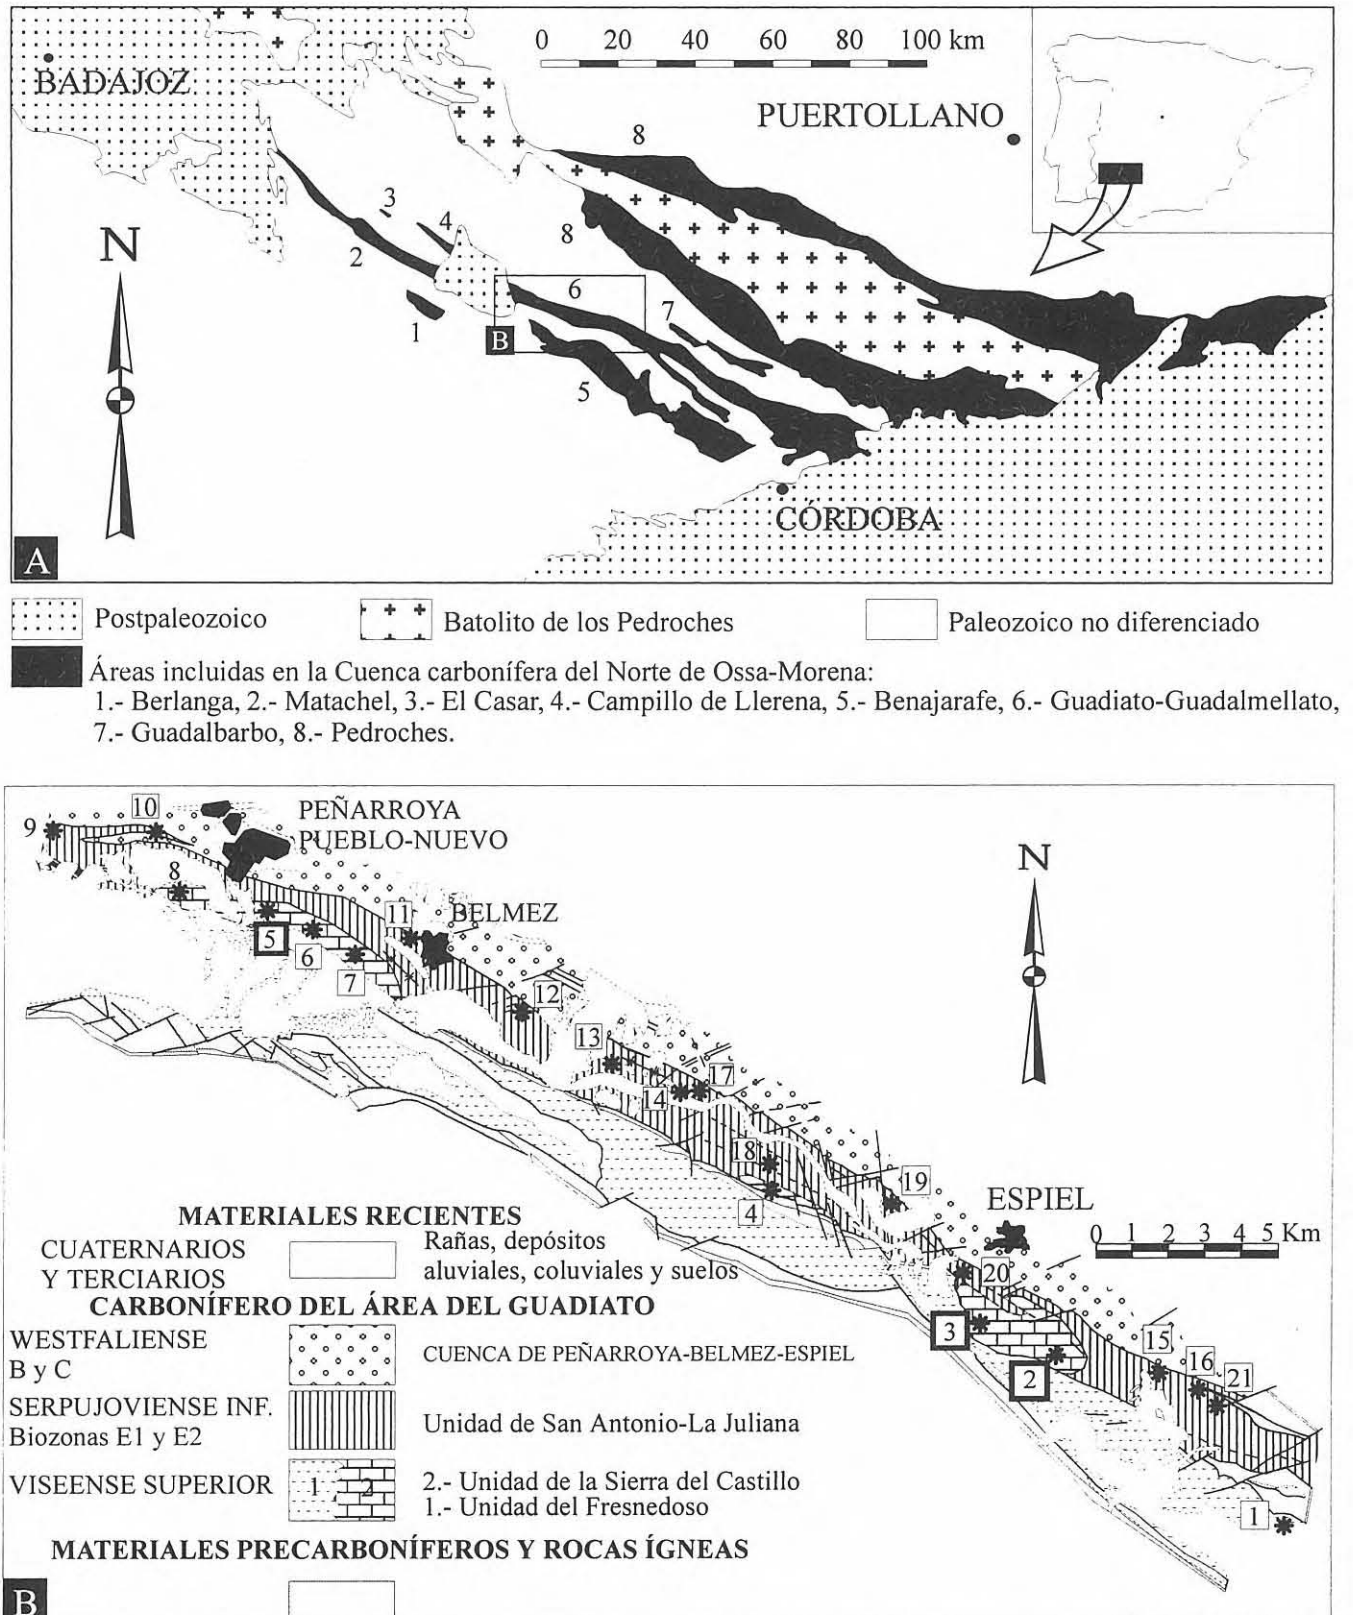 0 20 40 60 80 100 km
BADAJOZ
PUERTOLLANO
8
3
4
N
8
2
6
7
1
B
5
CÓRDOBA
A
Postpaleozoico
Batolito de los Pedroches
Paleozoico no diferenciado
Áreas incluidas en la Cuenca carbonífera del Norte de Ossa-Morena:
1.- Berlanga, 2.- Matachel, 3.- El Casar, 4.- Campillo de Llerena, 5.- Benajarafe, 6.- Guadiato-Guadalmellato,
7.- Guadalbarbo, 8.- Pedroches.
10
PEÑARROYA
9
PUEBLO-NUEVO
N
8
11
BELMEZ
5
6
7
12
13
17
14
18
19
4
ESPIEL
MATERIALES RECIENTES
0 1 2 3 4 5 Km
CUATERNARIOS
Y TERCIARIOS
Rañas, depósitos
aluviales, coluviales y suelos
20
CARBONÍFERO DEL ÁREA DEL GUADIATO
3
WESTFALIENSE
B y C
CUENCA DE PEÑARROYA-BELMEZ-ESPIEL
15
16
21
2
SERPUJOVIENSE INF.
Biozonas E1 y E2
Unidad de San Antonio-La Juliana
VISEENSE SUPERIOR
1
2
2.- Unidad de la Sierra del Castillo
1.- Unidad del Fresnedoso
1
MATERIALES PRECARBONÍFEROS Y ROCAS ÍGNEAS
B